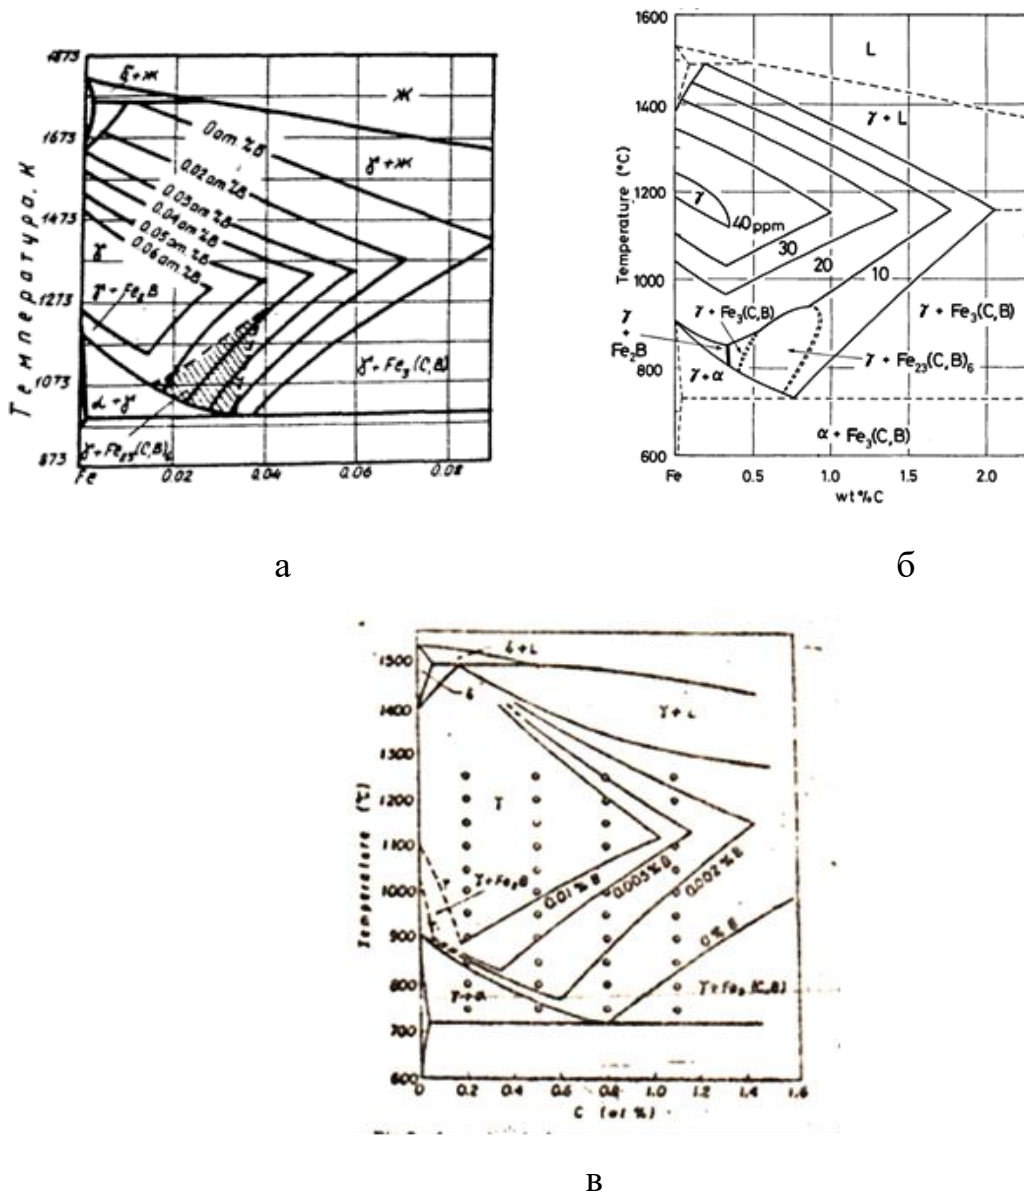 1873
ξ+ж
ж
1673
0 ат. % В
γ+ж
0.02 ат % В
0.03 ат % В
1473
0.04 ат % В
0.05 ат. % В
0.06 ат. % В
γ
1273
γ+Fe₂B
γ+Fe₃(C,B)
1073
α+γ
873
Fe
0.02
0.04
0.06
0.08
Температура, К
а
1600
L
1400
γ + L
1200
γ
40 ppm
30
20
10
1000
γ + Fe₃(C,B)
γ + Fe₃(C,B)
γ
+
Fe₂B
800
γ + Fe₂₃(C,B)₆
γ+α
α + Fe₃(C,B)
600
Fe
0.5
1.0
1.5
2.0
wt % C
Temperature (°C)
б
1500
δ+L
δ
1400
γ+L
1300
1200
γ
1100
1000
γ+Fe₂B
0.01% B
0.005% B
0.002% B
900
0% B
800
γ+α
γ+Fe₃(C,B)
700
600
0
0.2
0.4
0.6
0.8
1.0
1.2
1.4
1.6
Temperature (°C)
в